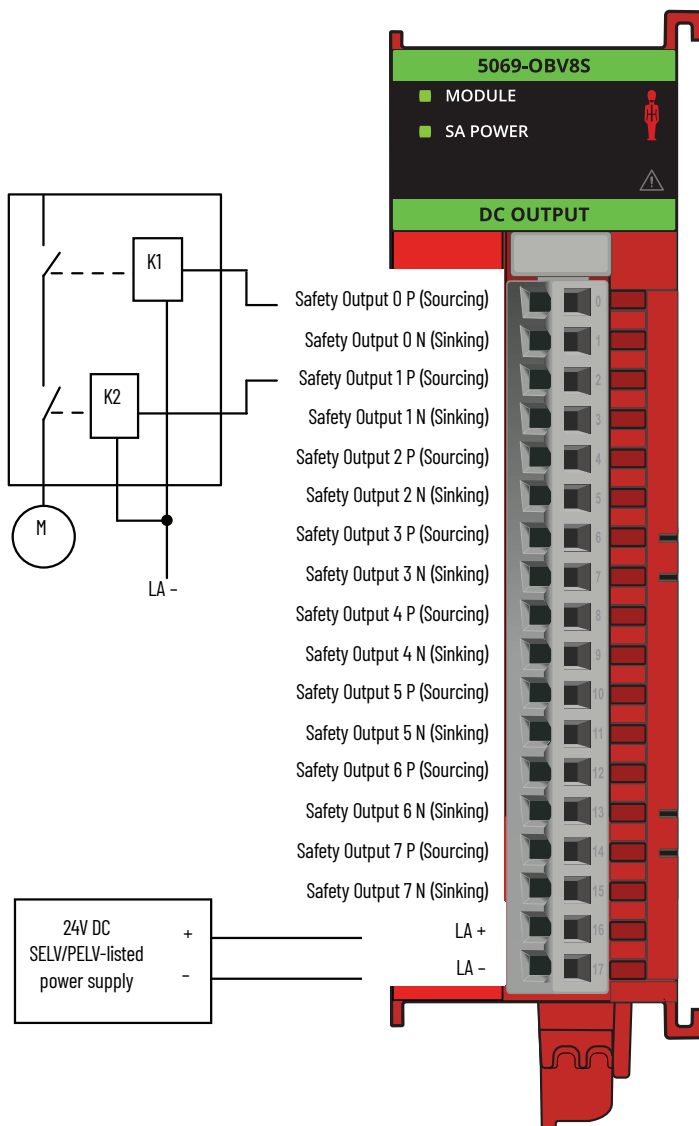 5069-OBV8S
MODULE
SA POWER
DC OUTPUT
K1
K2
M
LA –
Safety Output 0 P (Sourcing)
0
Safety Output 0 N (Sinking)
1
Safety Output 1 P (Sourcing)
2
Safety Output 1 N (Sinking)
3
Safety Output 2 P (Sourcing)
4
Safety Output 2 N (Sinking)
5
Safety Output 3 P (Sourcing)
6
Safety Output 3 N (Sinking)
7
Safety Output 4 P (Sourcing)
8
Safety Output 4 N (Sinking)
9
Safety Output 5 P (Sourcing)
10
Safety Output 5 N (Sinking)
11
Safety Output 6 P (Sourcing)
12
Safety Output 6 N (Sinking)
13
Safety Output 7 P (Sourcing)
14
Safety Output 7 N (Sinking)
15
LA +
16
LA –
17
24V DC
SELV/PELV-listed
power supply
+
–